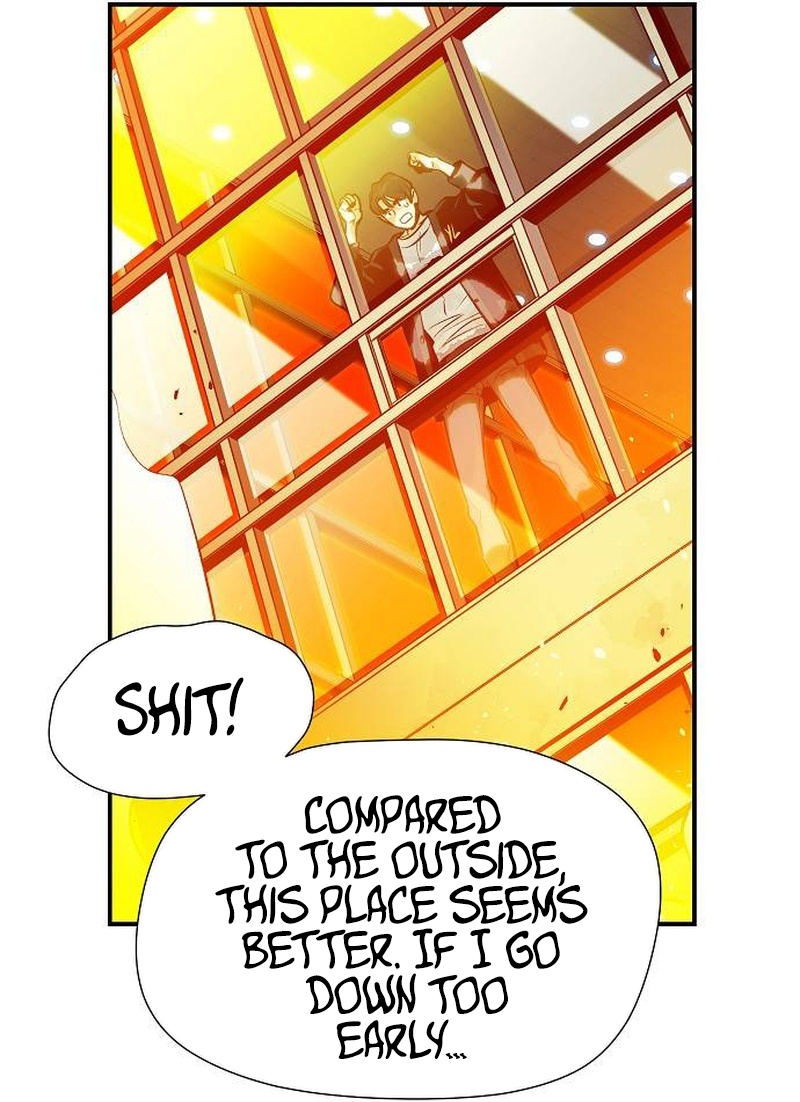 SHIT!
COMPARED
TO THE OUTSIDE,
THIS PLACE SEEMS
BETTER. IF I GO
DOWN TOO
EARLY...